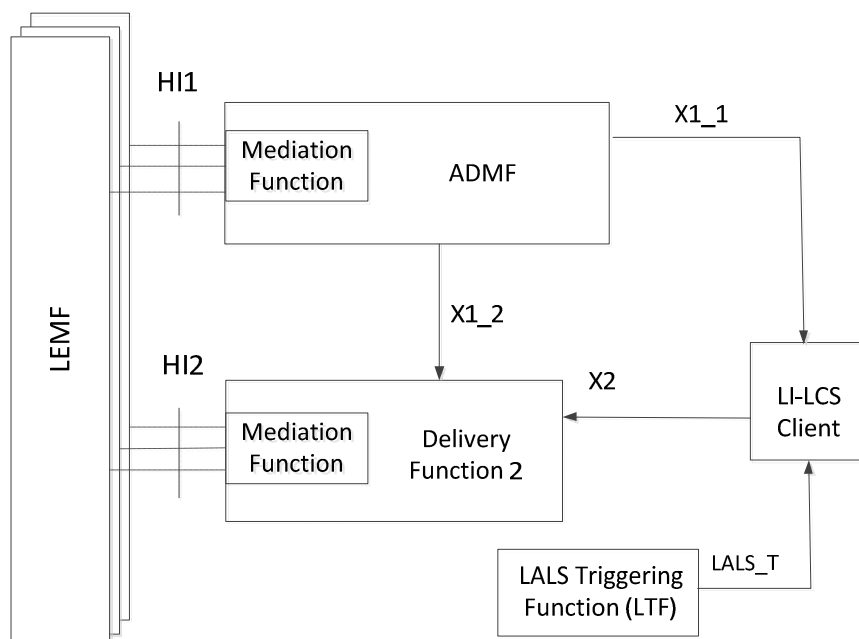 HI1
X1_1
Mediation
Function
ADMF
LEMF
X1_2
HI2
X2
LI-LCS
Client
Mediation
Function
Delivery
Function 2
LALS Triggering
Function (LTF)
LALS_T